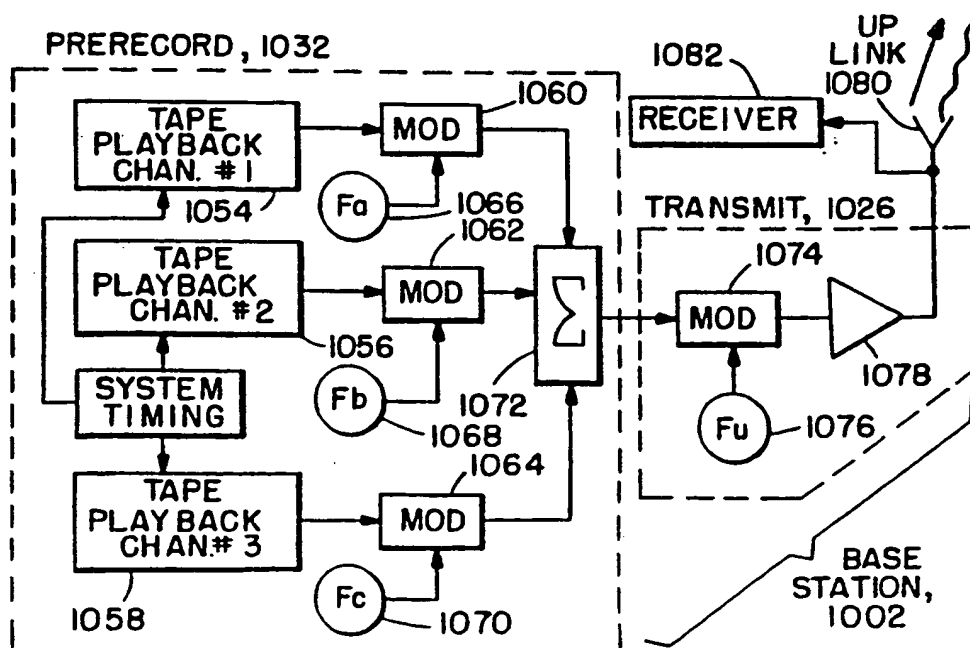 PRERECORD, 1032
UP
LINK
1080
1082
RECEIVER
1060
TAPE
PLAYBACK
CHAN. #1
1054
MOD
Fa
1066
1062
TRANSMIT, 1026
1074
TAPE
PLAYBACK
CHAN. #2
1056
MOD
Σ
MOD
1078
SYSTEM
TIMING
Fb
1068
1072
Fu
1076
1064
TAPE
PLAYBACK
CHAN.# 3
1058
MOD
Fc
1070
BASE
STATION,
1002